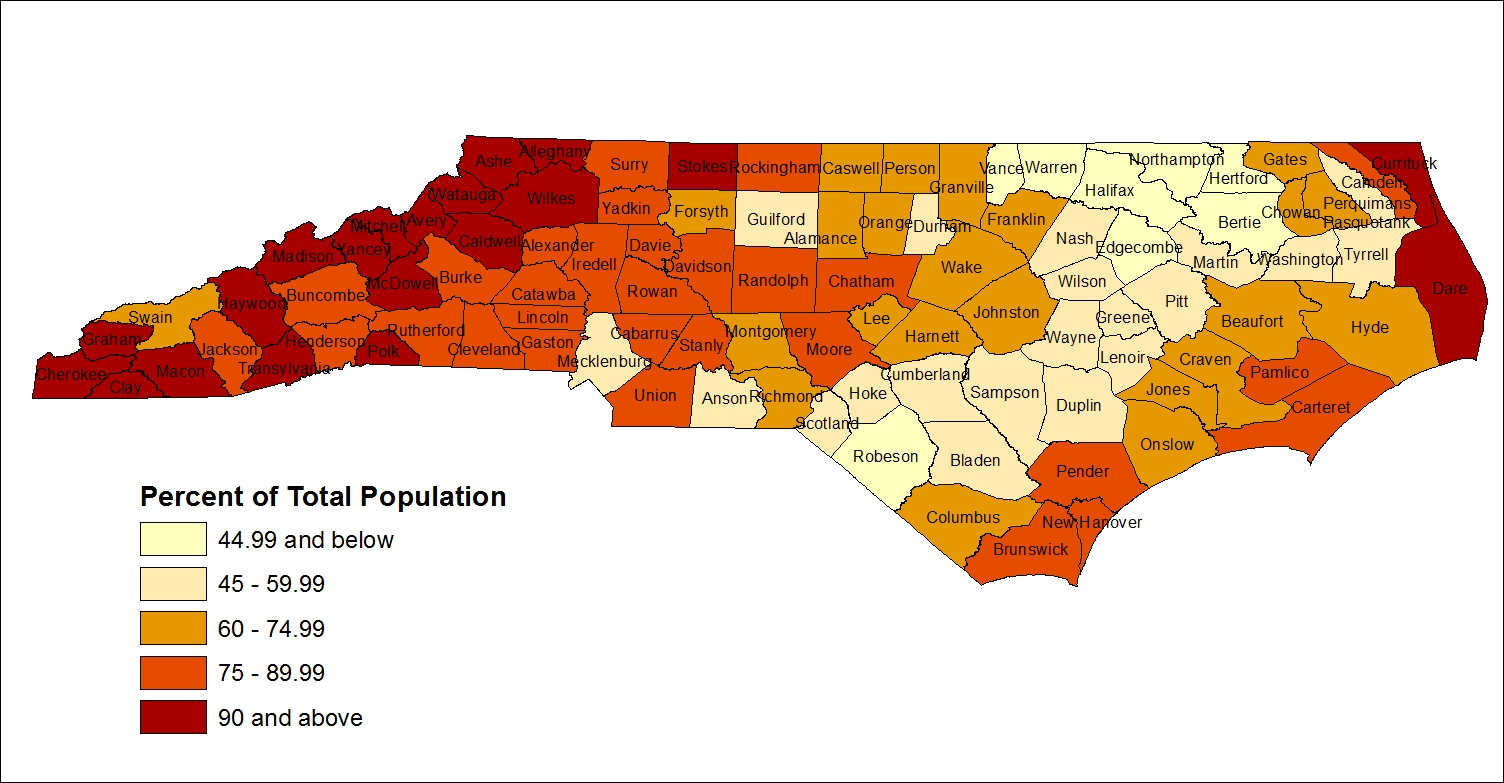 Alleghany
Ashe
Surry
Stokes
Rockingham
Caswell
Person
Vance
Warren
Northampton
Gates
Currituck
Watauga
Wilkes
Granville
Halifax
Hertford
Camden
Yadkin
Forsyth
Perquimans
Mitchell
Avery
Guilford
Orange
Durham
Franklin
Bertie
Chowan
Pasquotank
Yancey
Caldwell
Alexander
Davie
Alamance
Nash
Edgecombe
Madison
Iredell
Davidson
Wake
Martin
Washington
Tyrrell
McDowell
Burke
Catawba
Rowan
Randolph
Chatham
Wilson
Dare
Haywood
Buncombe
Pitt
Swain
Lincoln
Lee
Johnston
Greene
Beaufort
Hyde
Graham
Jackson
Henderson
Rutherford
Cleveland
Gaston
Cabarrus
Montgomery
Harnett
Wayne
Polk
Mecklenburg
Stanly
Moore
Lenoir
Craven
Cherokee
Clay
Macon
Transylvania
Cumberland
Pamlico
Union
Anson
Richmond
Hoke
Sampson
Duplin
Jones
Carteret
Scotland
Onslow
Robeson
Bladen
Pender
Columbus
New Hanover
Brunswick
Percent of Total Population
44.99 and below
45 - 59.99
60 - 74.99
75 - 89.99
90 and above